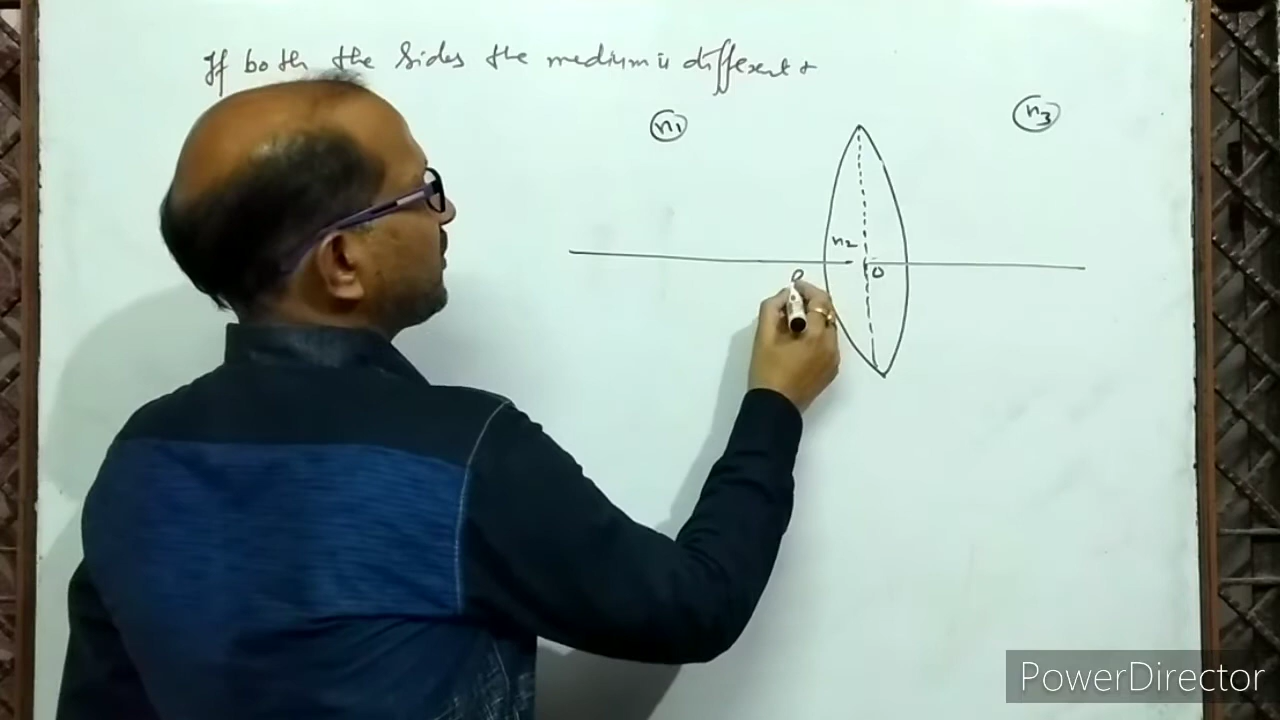 If both the sides the medium is different
n1
n3
n2
O
PowerDirector